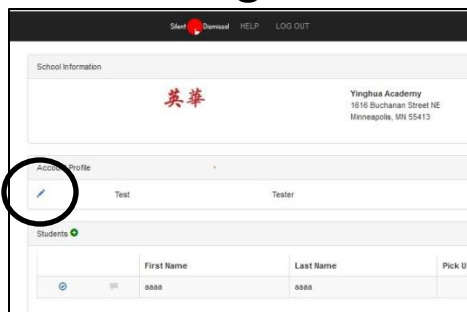 Silent Dismissal HELP LOG OUT
School Information
英華
Yinghua Academy
1616 Buchanan Street NE
Minneapolis, MN 55413
Account Profile
Test Tester
Students
First Name Last Name Pick U
aaaa aaaa